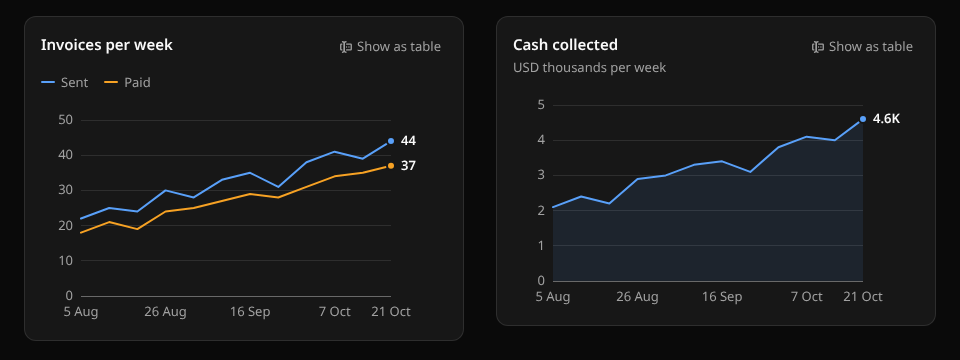 Invoices per week
Show as table
Sent
Paid
50
40
30
20
10
0
44
37
5 Aug
26 Aug
16 Sep
7 Oct
21 Oct
Cash collected
Show as table
USD thousands per week
5
4
3
2
1
0
4.6K
5 Aug
26 Aug
16 Sep
7 Oct
21 Oct